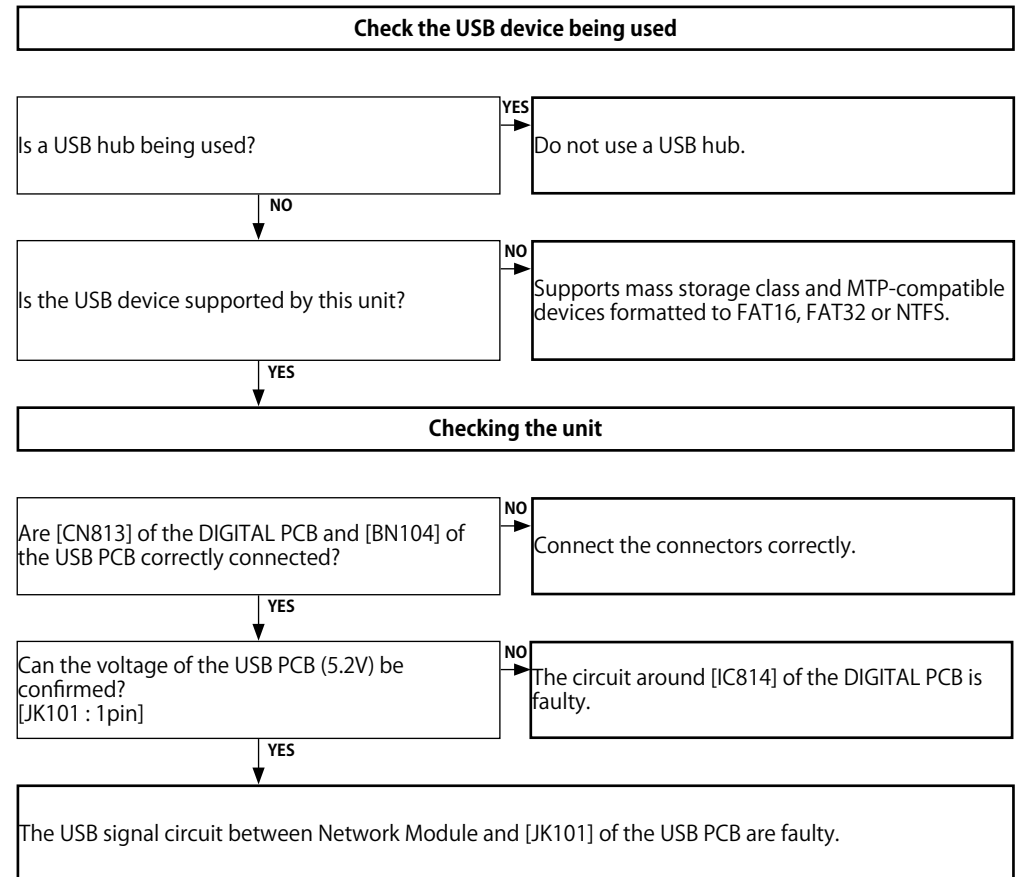 Check the USB device being used
Is a USB hub being used?
YES
Do not use a USB hub.
NO
Is the USB device supported by this unit?
NO
Supports mass storage class and MTP-compatible
devices formatted to FAT16, FAT32 or NTFS.
YES
Checking the unit
Are [CN813] of the DIGITAL PCB and [BN104] of
the USB PCB correctly connected?
NO
Connect the connectors correctly.
YES
Can the voltage of the USB PCB (5.2V) be
confirmed?
[JK101 : 1pin]
NO
The circuit around [IC814] of the DIGITAL PCB is
faulty.
YES
The USB signal circuit between Network Module and [JK101] of the USB PCB are faulty.